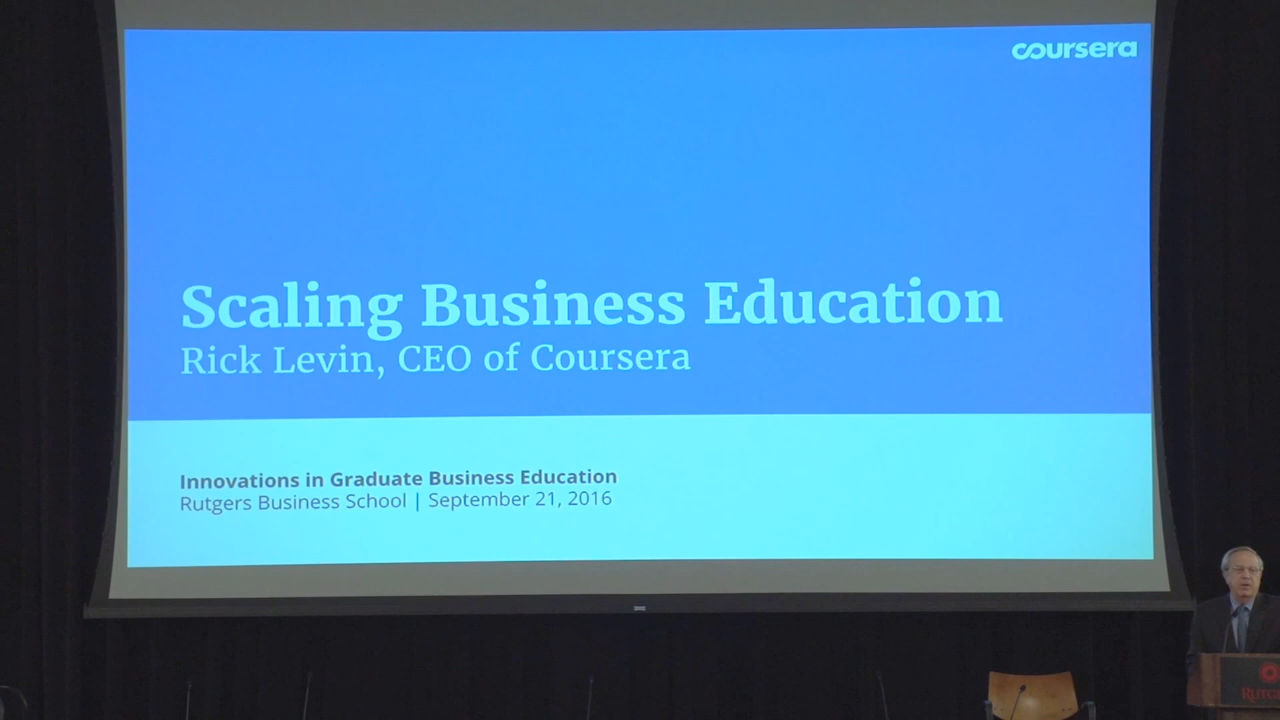 coursera
Scaling Business Education
Rick Levin, CEO of Coursera
Innovations in Graduate Business Education
Rutgers Business School | September 21, 2016